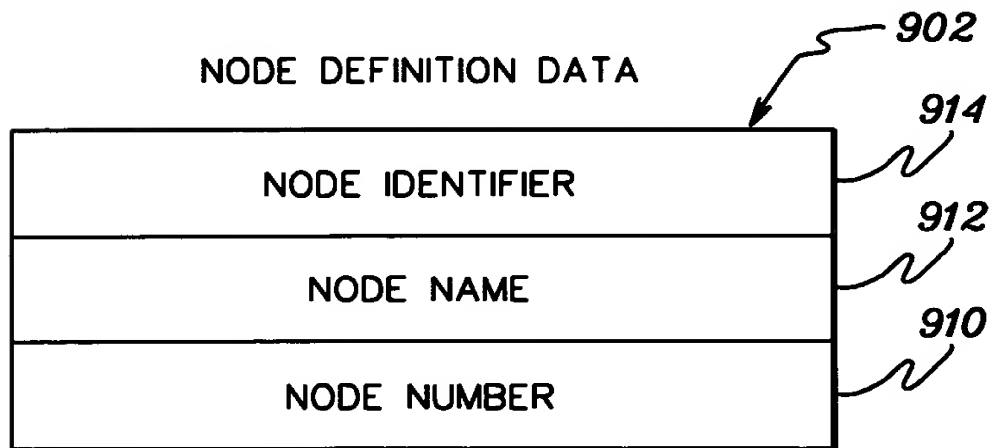 902
NODE DEFINITION DATA
914
NODE IDENTIFIER
912
NODE NAME
910
NODE NUMBER